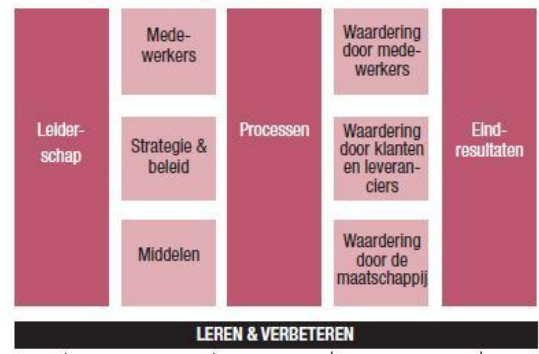 Leider-
schap
Mede-
werkers
Strategie &
beleid
Middelen
Processen
Waardering
door mede-
werkers
Waardering
door klanten
en leveran-
ciers
Waardering
door de
maatschappij
Eind-
resultaten
LEREN & VERBETEREN